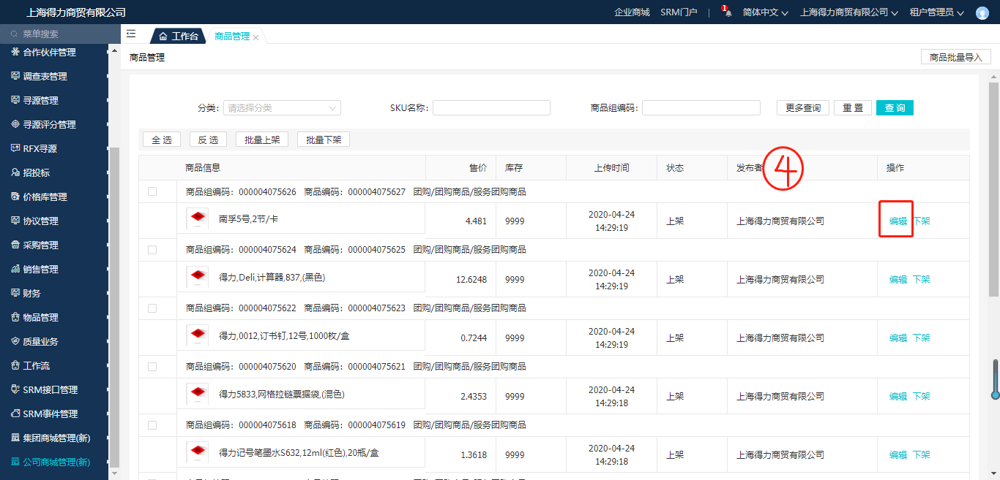 上海得力商贸有限公司
企业商城 SRM门户 | 1 简体中文 上海得力商贸有限公司 租户管理员
菜单搜索
工作台 商品管理
合作伙伴管理
调查表管理
寻源管理
寻源评分管理
RFX寻源
招投标
价格库管理
协议管理
采购管理
销售管理
财务
物品管理
质量业务
工作流
SRM接口管理
SRM事件管理
集团商城管理(新)
公司商城管理(新)
商品管理 商品批量导入
分类: 请选择分类 SKU名称: 商品组编码: 更多查询 重置 查询
全选 反选 批量上架 批量下架
商品信息 售价 库存 上传时间 状态 发布者 操作
④
商品组编码: 000004075626 商品编码: 000004075627 团购/团购商品/服务团购商品
南孚5号,2节/卡 4.481 9999 2020-04-24 14:29:19 上架 上海得力商贸有限公司 编辑 下架
商品组编码: 000004075624 商品编码: 000004075625 团购/团购商品/服务团购商品
得力,Deli,计算器,837,(黑色) 12.6248 9999 2020-04-24 14:29:19 上架 上海得力商贸有限公司 编辑 下架
商品组编码: 000004075622 商品编码: 000004075623 团购/团购商品/服务团购商品
得力,0012,订书钉,12号,1000枚/盒 0.7244 9999 2020-04-24 14:29:19 上架 上海得力商贸有限公司 编辑 下架
商品组编码: 000004075620 商品编码: 000004075621 团购/团购商品/服务团购商品
得力5833,网格拉链票据袋,(混色) 2.4353 9999 2020-04-24 14:29:18 上架 上海得力商贸有限公司 编辑 下架
商品组编码: 000004075618 商品编码: 000004075619 团购/团购商品/服务团购商品
得力记号笔墨水S632,12ml(红色),20瓶/盒 1.3618 9999 2020-04-24 14:29:18 上架 上海得力商贸有限公司 编辑 下架